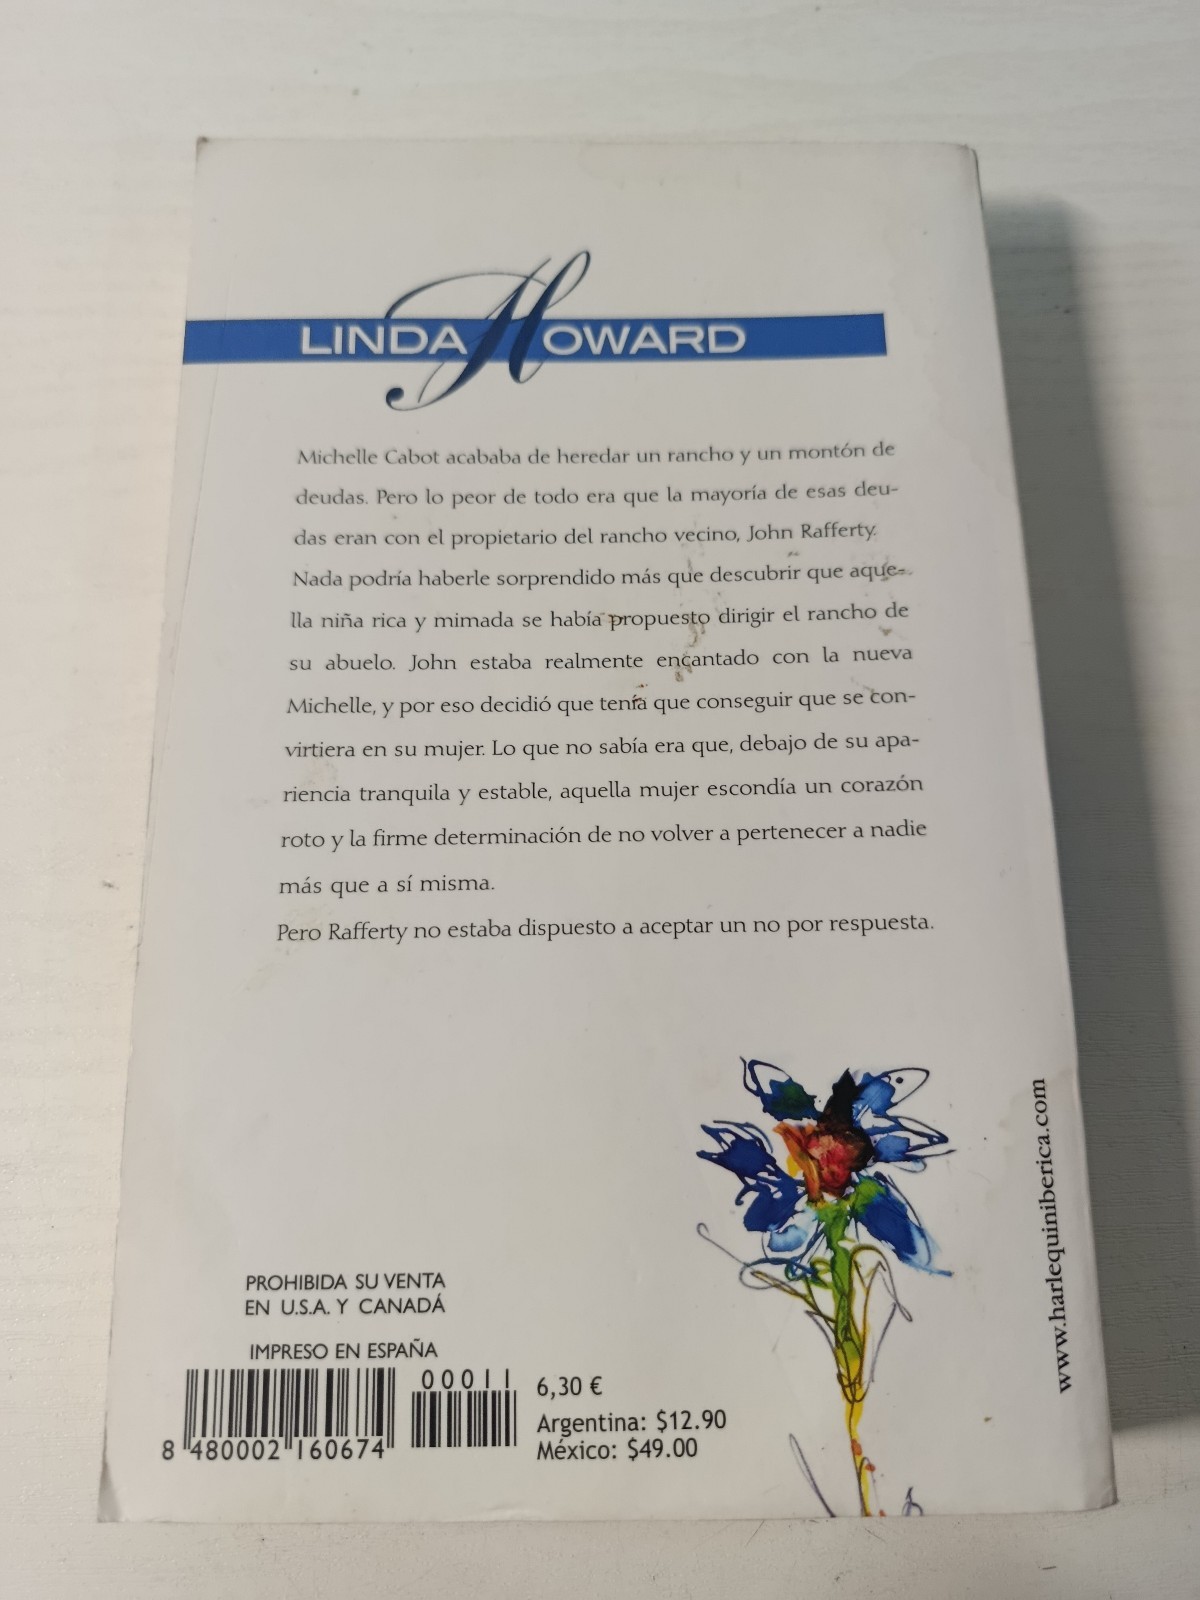 LINDA HOWARD
Michelle Cabot acababa de heredar un rancho y un montón de
deudas. Pero lo peor de todo era que la mayoría de esas deu-
das eran con el propietario del rancho vecino, John Rafferty.
Nada podría haberle sorprendido más que descubrir que aque-
lla niña rica y mimada se había propuesto dirigir el rancho de
su abuelo. John estaba realmente encantado con la nueva
Michelle, y por eso decidió que tenía que conseguir que se con-
virtiera en su mujer. Lo que no sabía era que, debajo de su apa-
riencia tranquila y estable, aquella mujer escondía un corazón
roto y la firme determinación de no volver a pertenecer a nadie
más que a sí misma.
Pero Rafferty no estaba dispuesto a aceptar un no por respuesta.
www.harlequiniberica.com
PROHIBIDA SU VENTA
EN U.S.A. Y CANADÁ
IMPRESO EN ESPAÑA
00011
8 480002 160674
6,30 €
Argentina: $12.90
México: $49.00